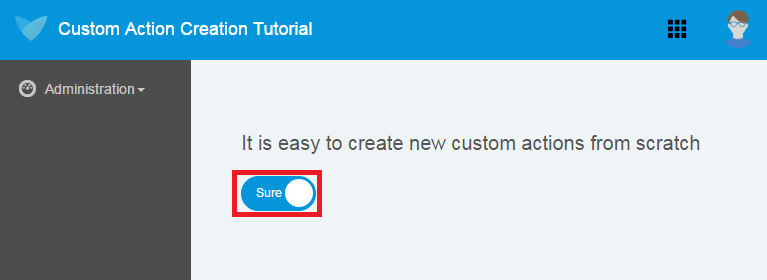 Custom Action Creation Tutorial
Administration
It is easy to create new custom actions from scratch
Sure